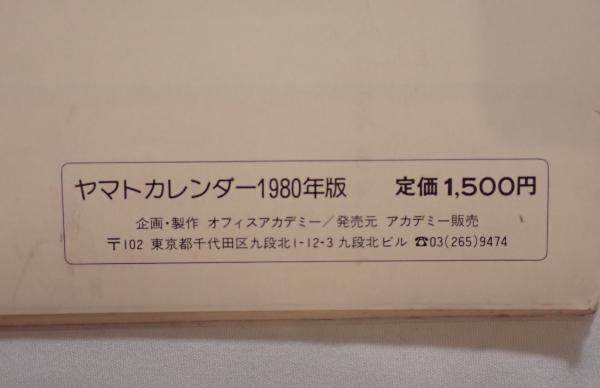 ヤマトカレンダー1980年版 定価1,500円
企画・製作 オフィスアカデミー/発売元 アカデミー販売
〒102 東京都千代田区九段北1-12-3 九段北ビル ☎03(265)9474